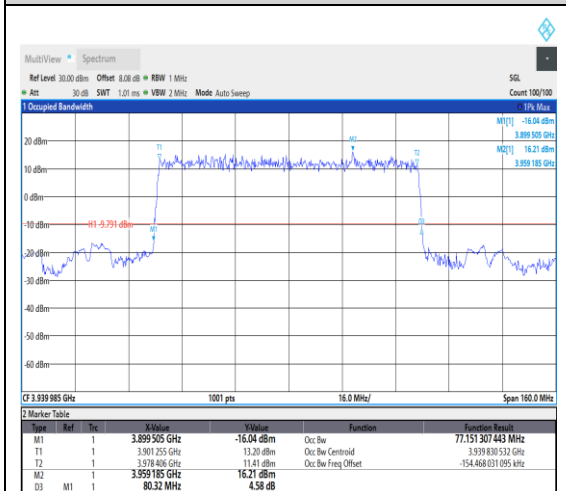 MultiView Spectrum
Ref Level 30.00 dBm Offset 8.08 dB RBW 1 MHz SGL
Att 30 dB SWT 1.01 ms VBW 2 MHz Mode Auto Sweep Count 100/100
1 Occupied Bandwidth 1Pk Max
M1[1] -16.04 dBm
3.899 505 GHz
M2[1] 16.21 dBm
3.959 185 GHz
T1
M2
T2
20 dBm
10 dBm
0 dBm
-10 dBm
H1 -9.791 dBm
M1
D3
-20 dBm
-30 dBm
-40 dBm
-50 dBm
-60 dBm
CF 3.939 985 GHz 1001 pts 16.0 MHz/ Span 160.0 MHz
2 Marker Table
Type Ref Trc X-Value Y-Value Function Function Result
M1 1 3.899 505 GHz -16.04 dBm Occ Bw 77.151 307 443 MHz
T1 1 3.901 255 GHz 13.20 dBm Occ Bw Centroid 3.939 830 532 GHz
T2 1 3.978 406 GHz 11.41 dBm Occ Bw Freq Offset -154.468 031 095 kHz
M2 1 3.959 185 GHz 16.21 dBm
D3 M1 1 80.32 MHz 4.58 dB